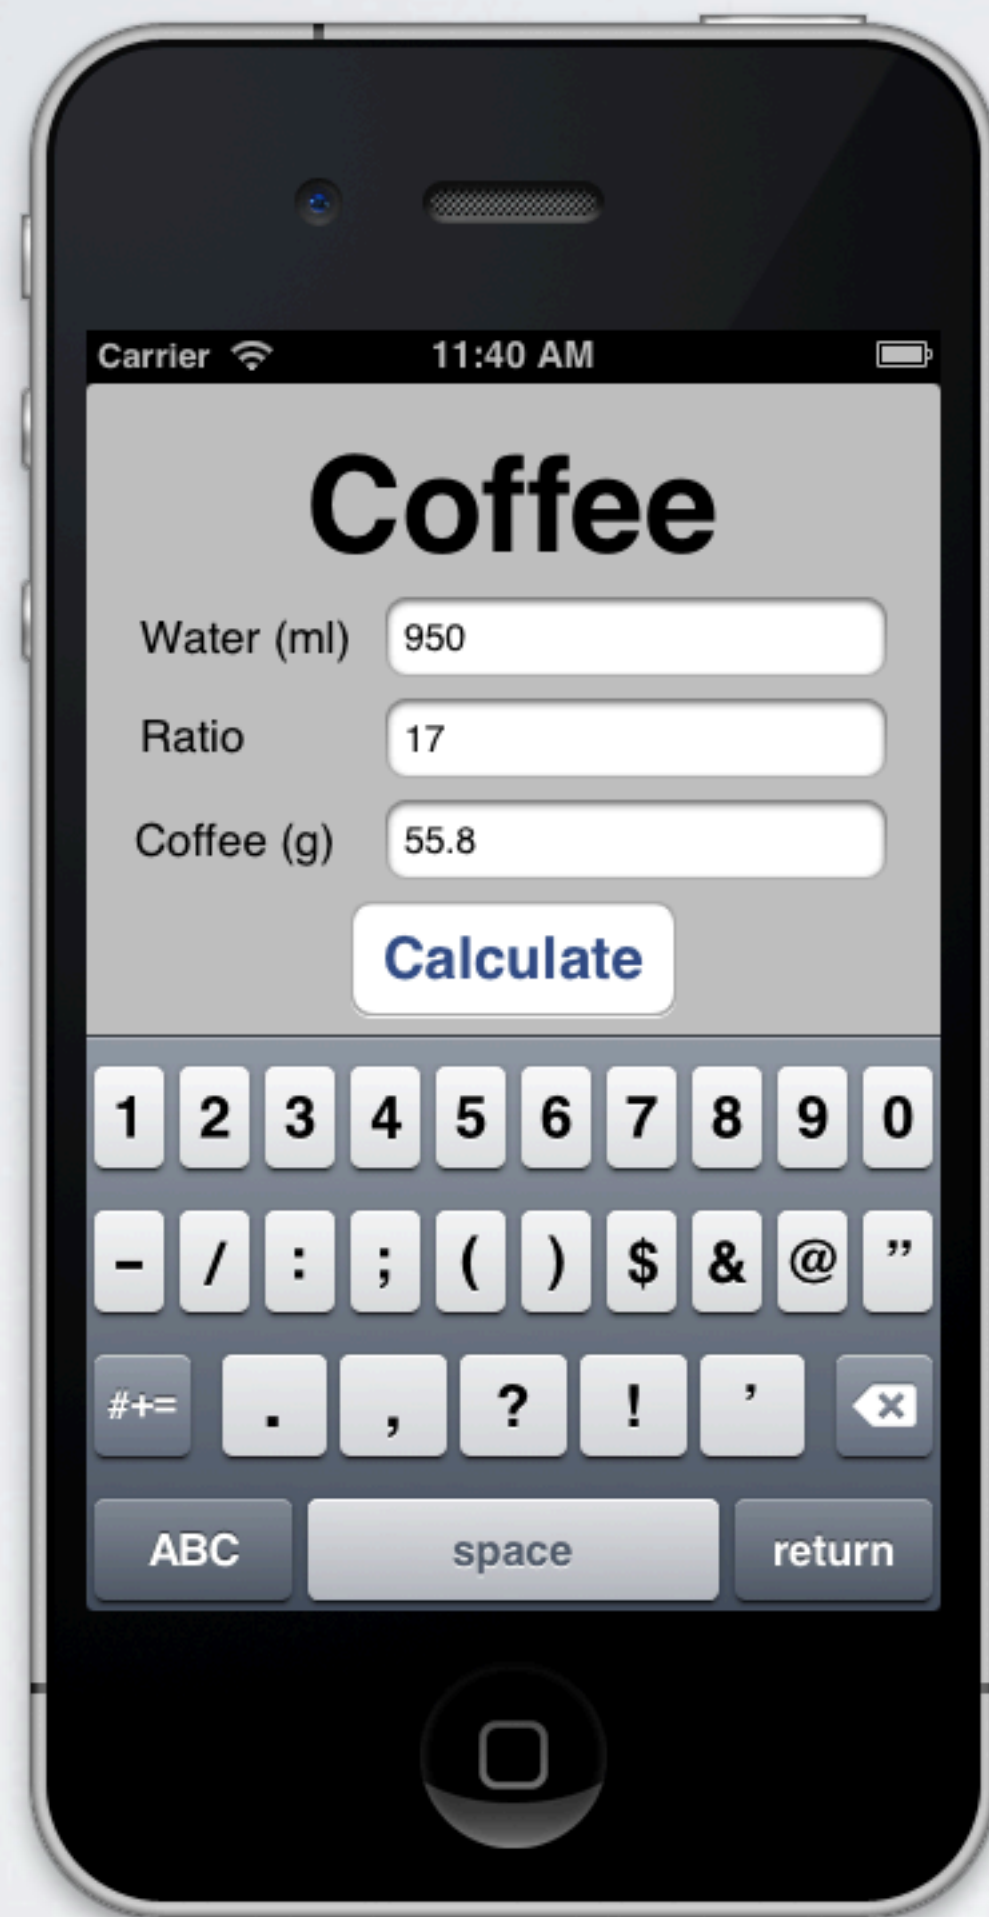 Carrier 11:40 AM
Coffee
Water (ml) 950
Ratio 17
Coffee (g) 55.8
Calculate
1 2 3 4 5 6 7 8 9 0
- / : ; ( ) $ & @ ”
#+= . , ? ! ’
ABC space return